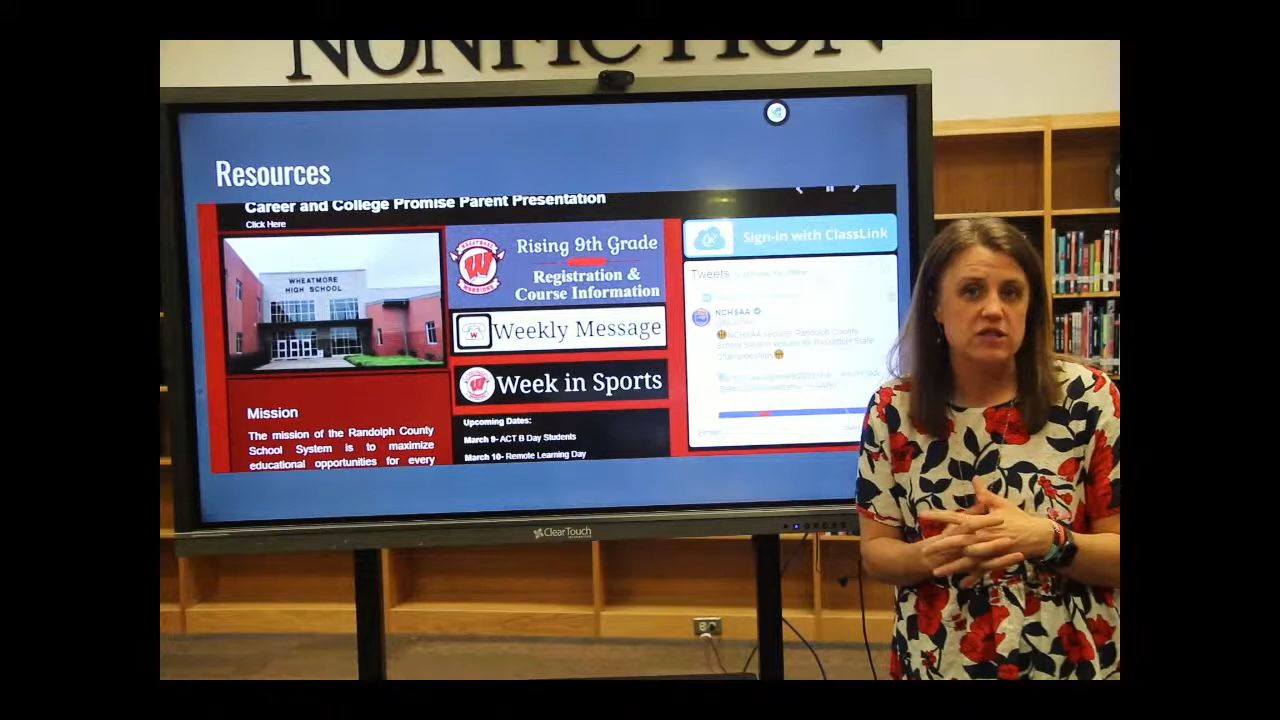 NONFICTION
Resources
Career and College Promise Parent Presentation
Click Here
WHEATMORE
HIGH SCHOOL
Mission
The mission of the Randolph County
School System is to maximize
educational opportunities for every
W
WARRIORS
Rising 9th Grade
Registration &
Course Information
W
Weekly Message
W
Week in Sports
Upcoming Dates:
March 9- ACT B Day Students
March 10- Remote Learning Day
Sign-in with ClassLink
Tweets
NCHSAA
ClearTouch